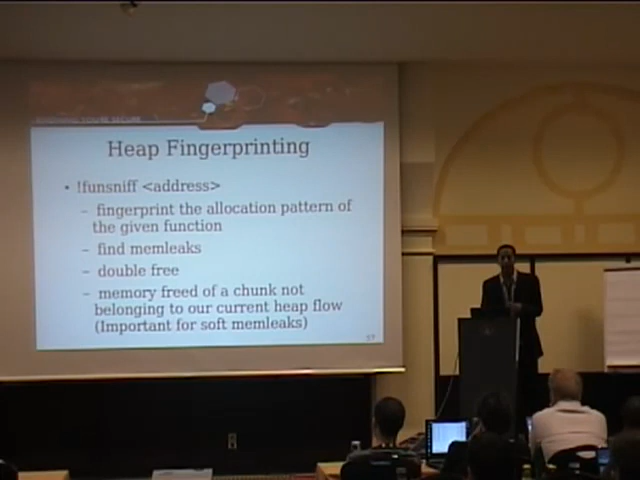 Heap Fingerprinting
• !funsniff <address>
– fingerprint the allocation pattern of
the given function
– find memleaks
– double free
– memory freed of a chunk not
belonging to our current heap flow
(Important for soft memleaks)